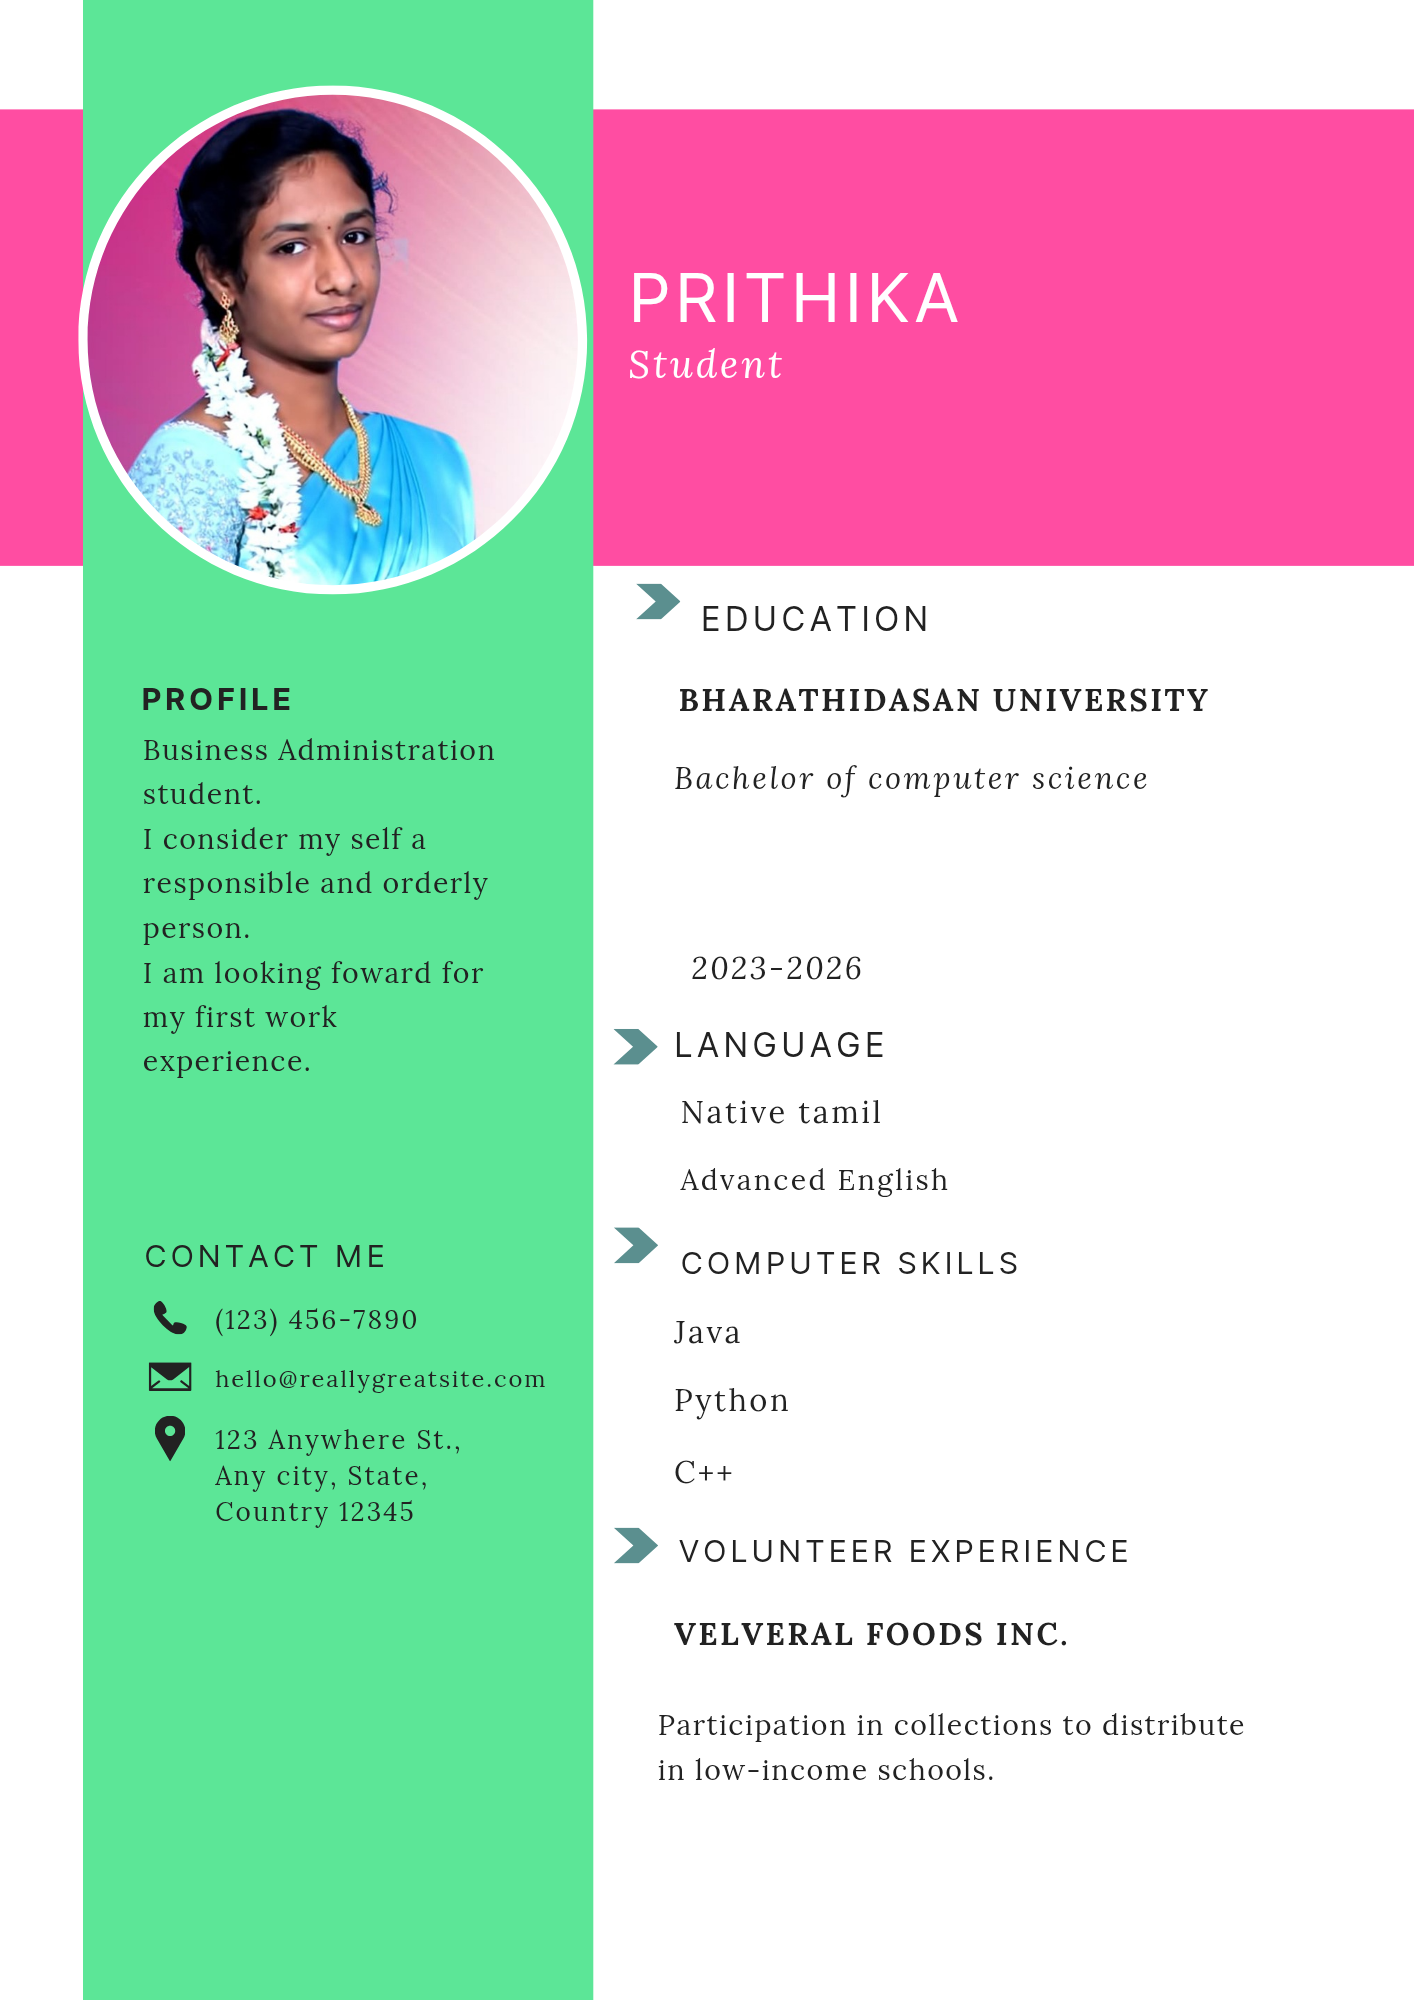 PRITHIKA
Student
PROFILE
Business Administration
student.
I consider my self a
responsible and orderly
person.
I am looking foward for
my first work
experience.
CONTACT ME
(123) 456-7890
hello@reallygreatsite.com
123 Anywhere St.,
Any city, State,
Country 12345
EDUCATION
BHARATHIDASAN UNIVERSITY
Bachelor of computer science
2023-2026
LANGUAGE
Native tamil
Advanced English
COMPUTER SKILLS
Java
Python
C++
VOLUNTEER EXPERIENCE
VELVERAL FOODS INC.
Participation in collections to distribute
in low-income schools.